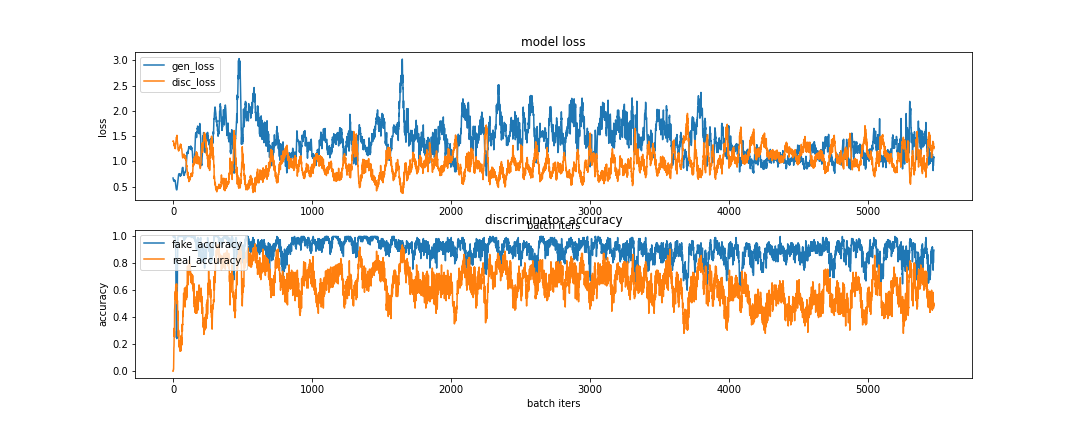 model loss
3.0
2.5
2.0
1.5
1.0
0.5
loss
gen_loss
disc_loss
0 1000 2000 3000 4000 5000
batch iters
discriminator accuracy
1.0
0.8
0.6
0.4
0.2
0.0
accuracy
fake_accuracy
real_accuracy
0 1000 2000 3000 4000 5000
batch iters